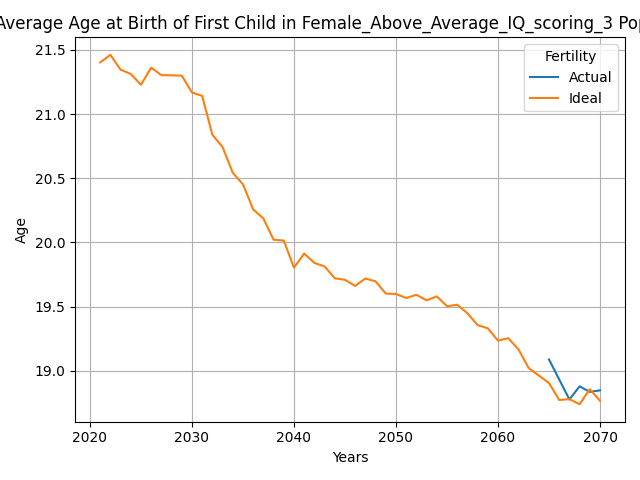 Average Age at Birth of First Child in Female_Above_Average_IQ_scoring_3
Fertility
Actual
Ideal
21.5
21.0
20.5
20.0
19.5
19.0
Age
2020 2030 2040 2050 2060 2070
Years